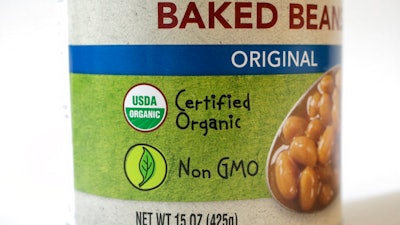 BAKED BEANS
ORIGINAL
USDA
ORGANIC
Certified
Organic
Non GMO
NET WT 15 OZ (425g)